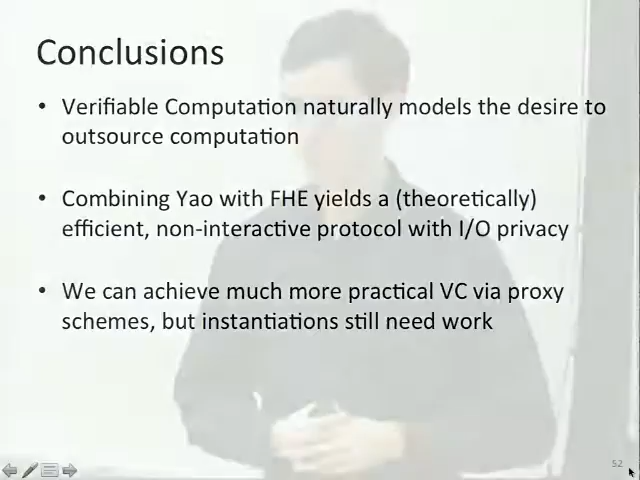 Conclusions
• Verifiable Computation naturally models the desire to
outsource computation
• Combining Yao with FHE yields a (theoretically)
efficient, non-interactive protocol with I/O privacy
• We can achieve much more practical VC via proxy
schemes, but instantiations still need work
52